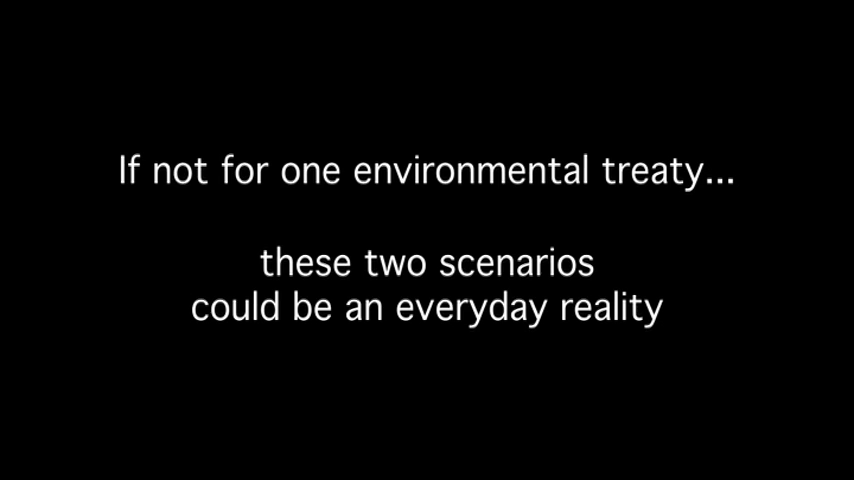 If not for one environmental treaty...
these two scenarios
could be an everyday reality